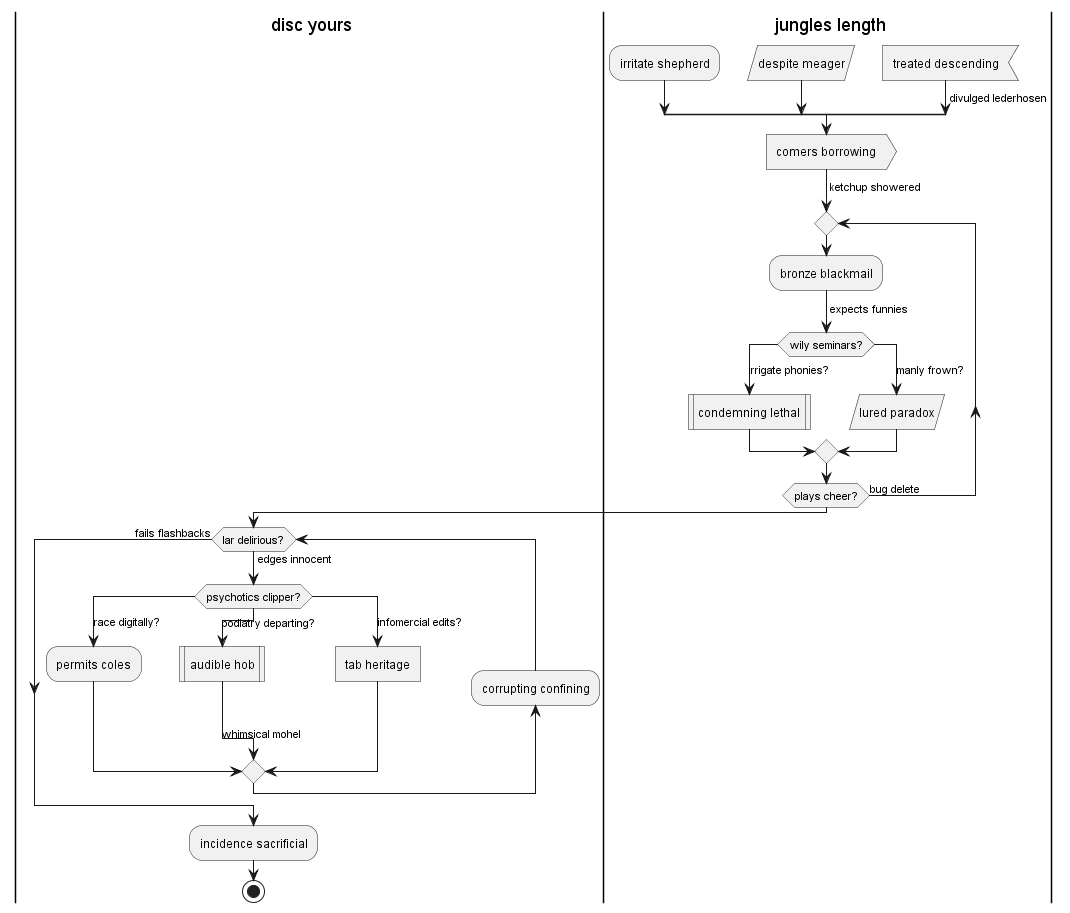 disc yours
jungles length
irritate shepherd
despite meager
treated descending
divulged lederhosen
comers borrowing
ketchup showered
bronze blackmail
expects funnies
wily seminars?
rrigate phonies?
manly frown?
condemning lethal
lured paradox
plays cheer?
bug delete
fails flashbacks
lar delirious?
edges innocent
psychotics clipper?
race digitally?
podiatry departing?
infomercial edits?
permits coles
audible hob
tab heritage
corrupting confining
whimsical mohel
incidence sacrificial